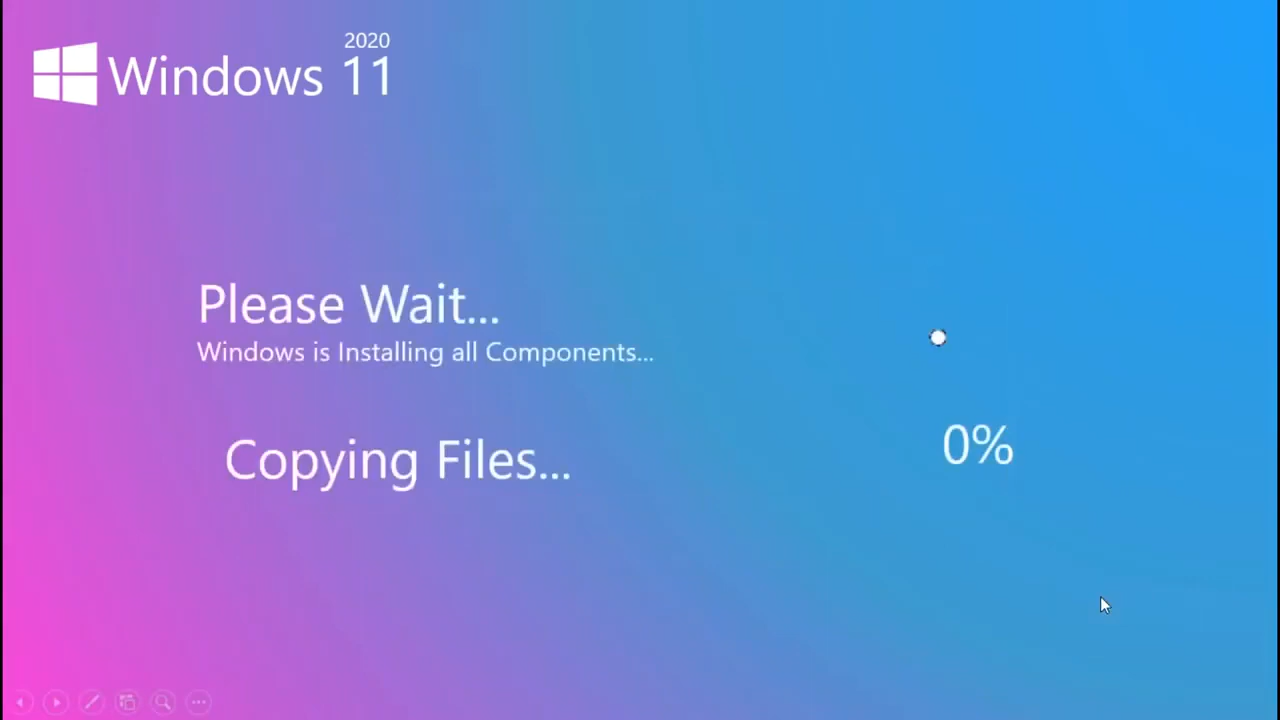 2020
Windows 11
Please Wait...
Windows is Installing all Components...
Copying Files...
0%